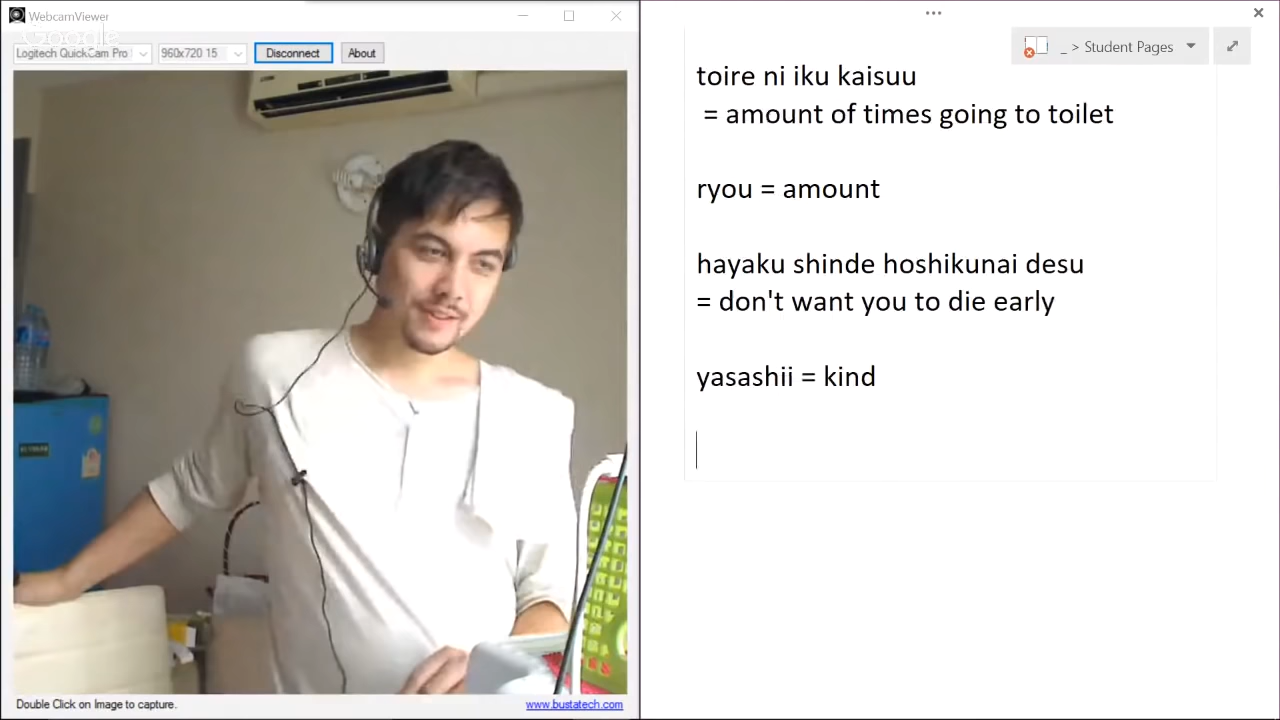 WebcamViewer
Google
Logitech QuickCam Pro
960x720 15
Disconnect
About
Double Click on Image to capture.
www.bustatech.com
_ > Student Pages
toire ni iku kaisuu
= amount of times going to toilet
ryou = amount
hayaku shinde hoshikunai desu
= don't want you to die early
yasashii = kind